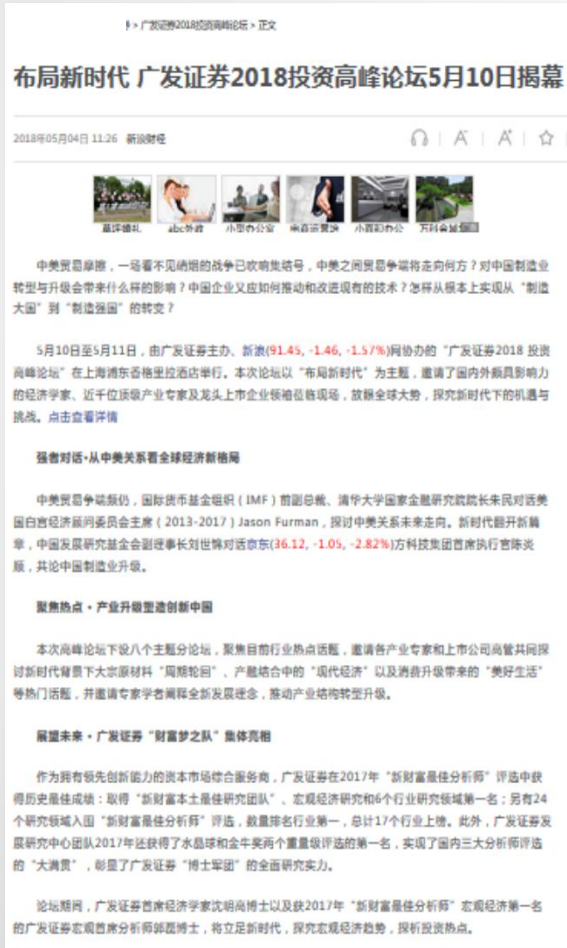 > 广发证券2018投资高峰论坛 > 正文
布局新时代 广发证券2018投资高峰论坛5月10日揭幕
2018年05月04日 11:26 新浪财经
草坪婚礼 abc外教 小型办公室 电商运营培 小面积办公 万科金域
中美贸易摩擦，一场看不见硝烟的战争已吹响集结号，中美之间贸易争端将走向何方？对中国制造业
转型与升级会带来什么样的影响？中国企业又应如何推动和改进现有的技术？怎样从根本上实现从“制造
大国”到“制造强国”的转变？
5月10日至5月11日，由广发证券主办、新浪(91.45, -1.46, -1.57%)网协办的“广发证券2018 投资
高峰论坛”在上海浦东香格里拉酒店举行。本次论坛以“布局新时代”为主题，邀请了国内外颇具影响力
的经济学家、近千位顶级产业专家及龙头上市企业领袖莅临现场，放眼全球大势，探究新时代下的机遇与
挑战。点击查看详情
强者对话•从中美关系看全球经济新格局
中美贸易争端频仍，国际货币基金组织（IMF）前副总裁、清华大学国家金融研究院院长朱民对话美
国白宫经济顾问委员会主席（2013-2017）Jason Furman，探讨中美关系未来走向。新时代翻开新篇
章，中国发展研究基金会副理事长刘世锦对话京东(36.12, -1.05, -2.82%)方科技集团首席执行官陈炎
顺，共论中国制造业升级。
聚焦热点 • 产业升级塑造创新中国
本次高峰论坛下设八个主题分论坛，聚焦目前行业热点话题，邀请各产业专家和上市公司高管共同探
讨新时代背景下大宗原材料“周期轮回”、产融结合中的“现代经济”以及消费升级带来的“美好生活”
等热门话题，并邀请专家学者阐释全新发展理念，推动产业结构转型升级。
展望未来 • 广发证券“财富梦之队”集体亮相
作为拥有领先创新能力的资本市场综合服务商，广发证券在2017年“新财富最佳分析师”评选中获
得历史最佳成绩：取得“新财富本土最佳研究团队”、宏观经济研究和6个行业研究领域第一名；另有24
个研究领域入围“新财富最佳分析师”评选，数量排名行业第一，总计17个行业上榜。此外，广发证券发
展研究中心团队2017年还获得了水晶球和金牛奖两个重量级评选的第一名，实现了国内三大分析师评选
的“大满贯”，彰显了广发证券“博士军团”的全面研究实力。
论坛期间，广发证券首席经济学家沈明高博士以及获2017年“新财富最佳分析师”宏观经济第一名
的广发证券宏观首席分析师郭磊博士，将立足新时代，探究宏观经济趋势，探析投资热点。